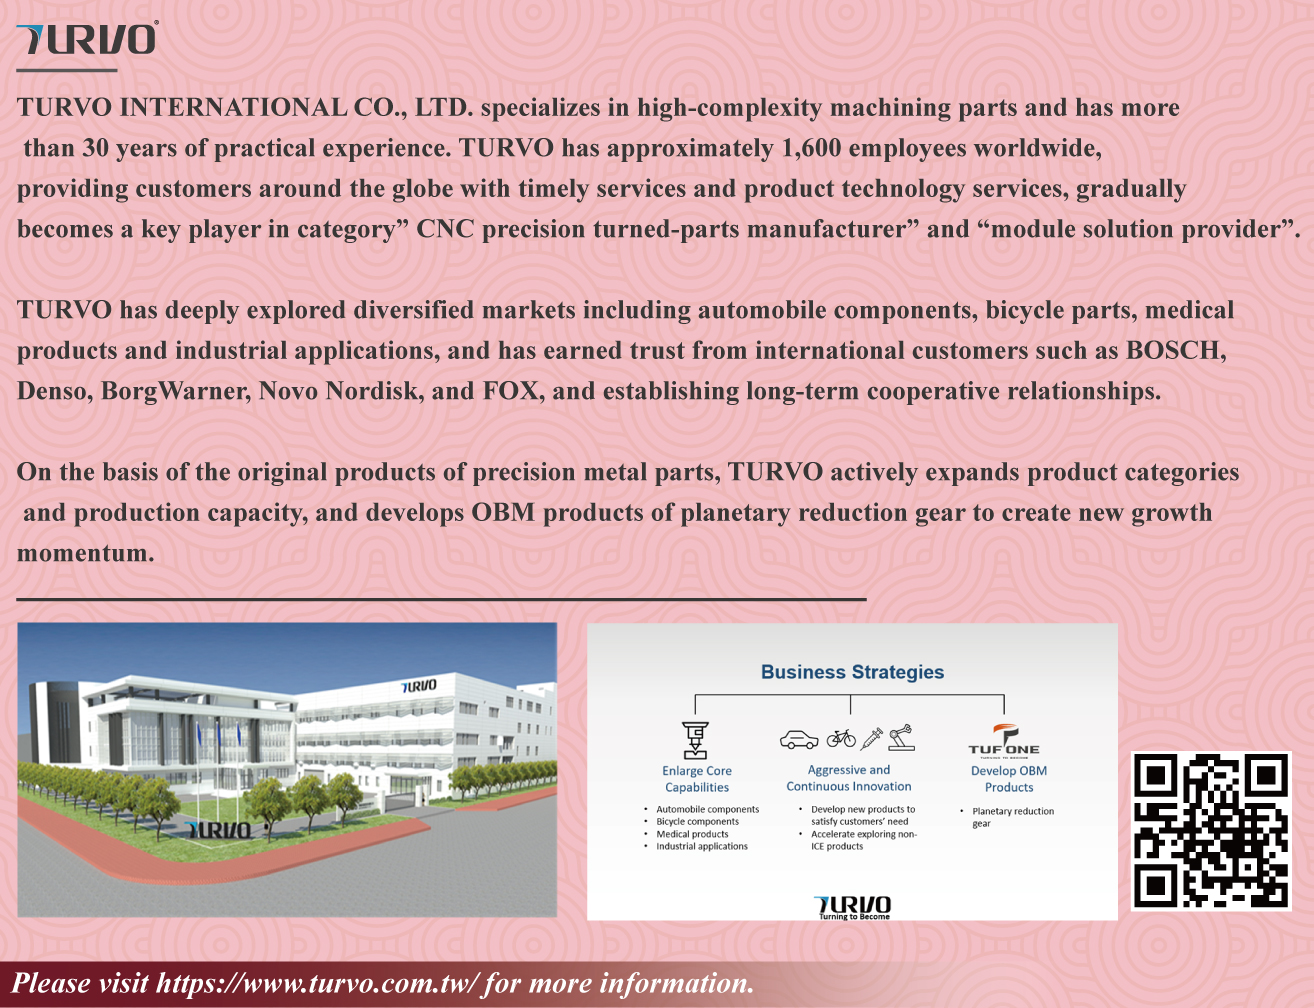 TURVO®
TURVO INTERNATIONAL CO., LTD. specializes in high-complexity machining parts and has more
than 30 years of practical experience. TURVO has approximately 1,600 employees worldwide,
providing customers around the globe with timely services and product technology services, gradually
becomes a key player in category” CNC precision turned-parts manufacturer” and “module solution provider”.
TURVO has deeply explored diversified markets including automobile components, bicycle parts, medical
products and industrial applications, and has earned trust from international customers such as BOSCH,
Denso, BorgWarner, Novo Nordisk, and FOX, and establishing long-term cooperative relationships.
On the basis of the original products of precision metal parts, TURVO actively expands product categories
and production capacity, and develops OBM products of planetary reduction gear to create new growth
momentum.
TURVO
TURVO
Business Strategies
Enlarge Core
Capabilities
• Automobile components
• Bicycle components
• Medical products
• Industrial applications
Aggressive and
Continuous Innovation
• Develop new products to
satisfy customers’ need
• Accelerate exploring non-
ICE products
TUF ONE
TURNING TO BECOME
Develop OBM
Products
• Planetary reduction
gear
TURVO
Turning to Become
Please visit https://www.turvo.com.tw/ for more information.